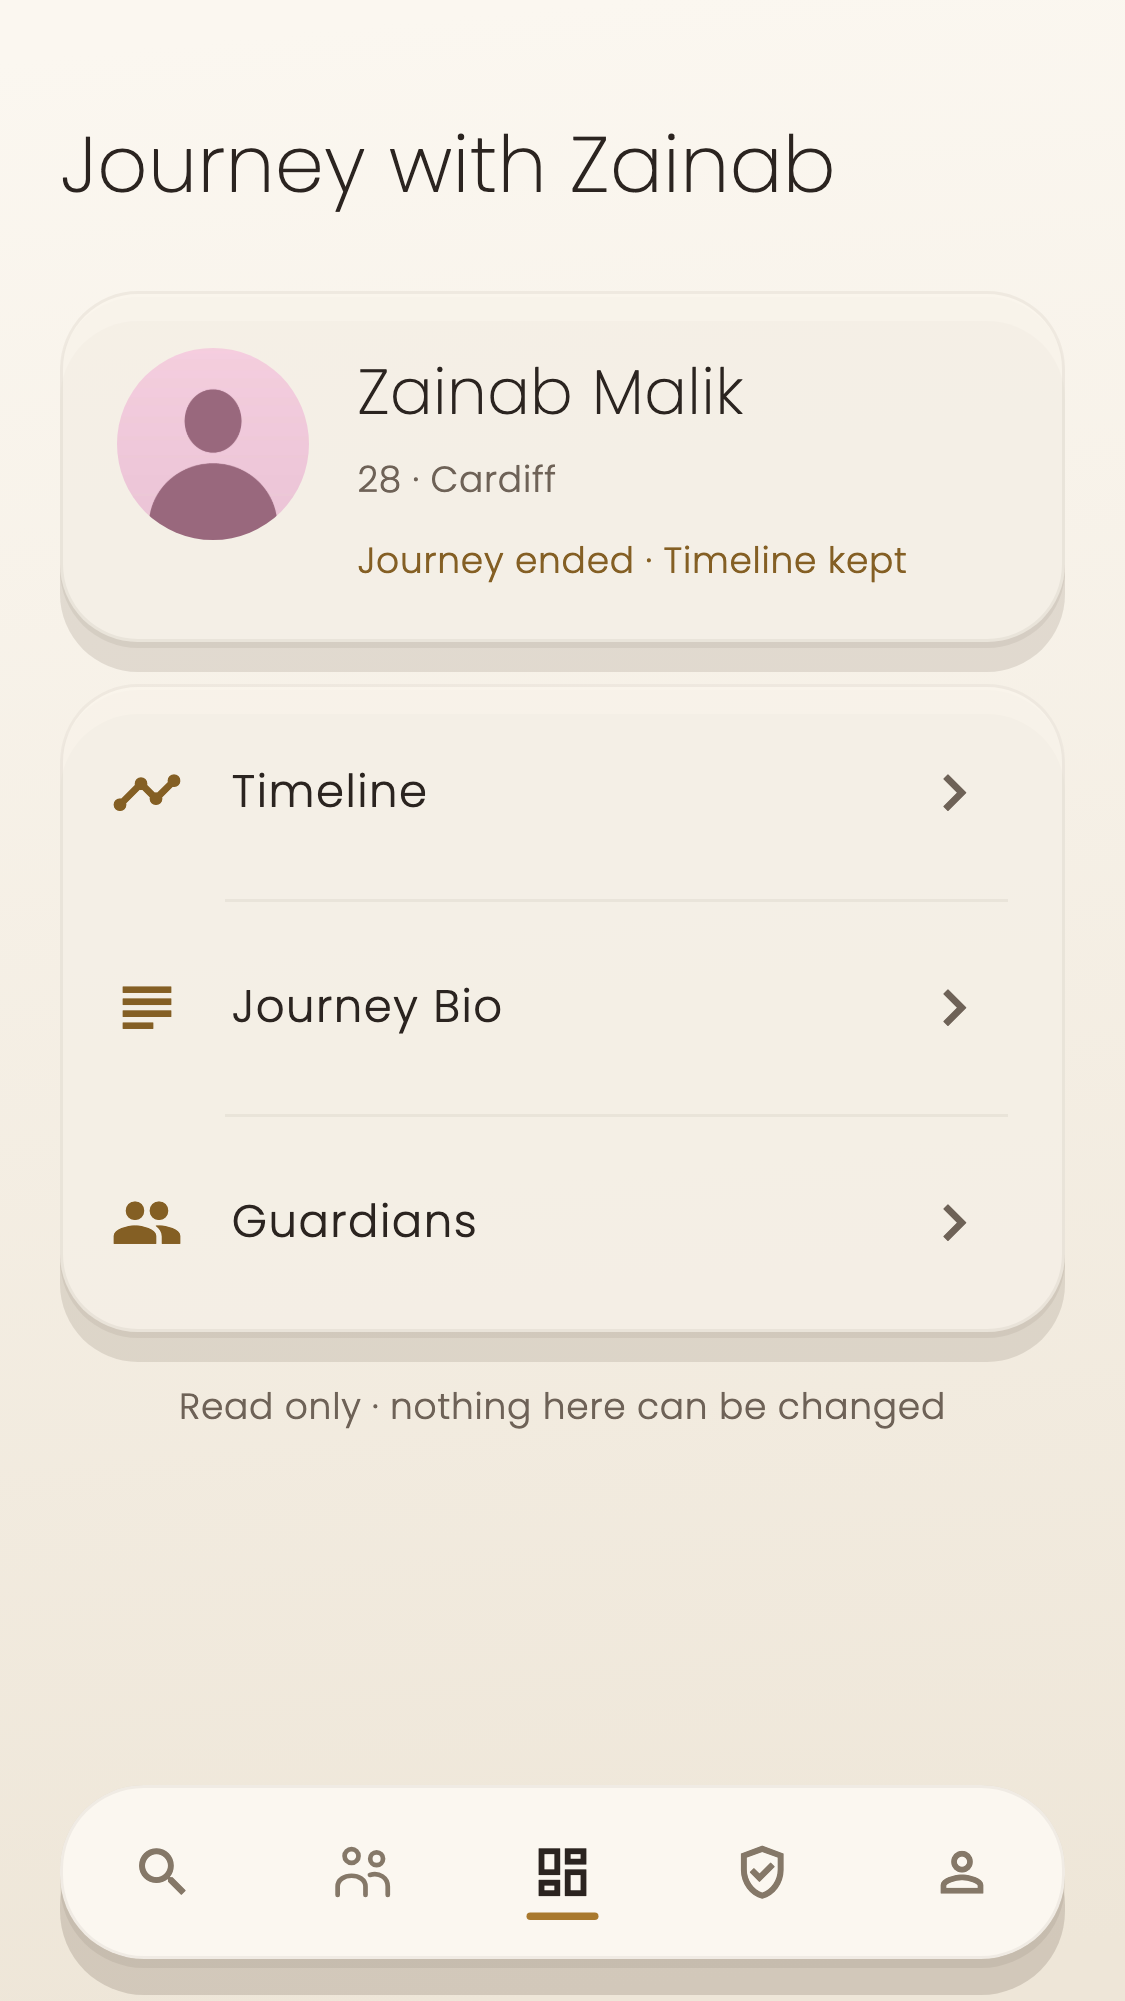 Journey with Zainab
Zainab Malik
28 · Cardiff
Journey ended · Timeline kept
Timeline
Journey Bio
Guardians
Read only · nothing here can be changed